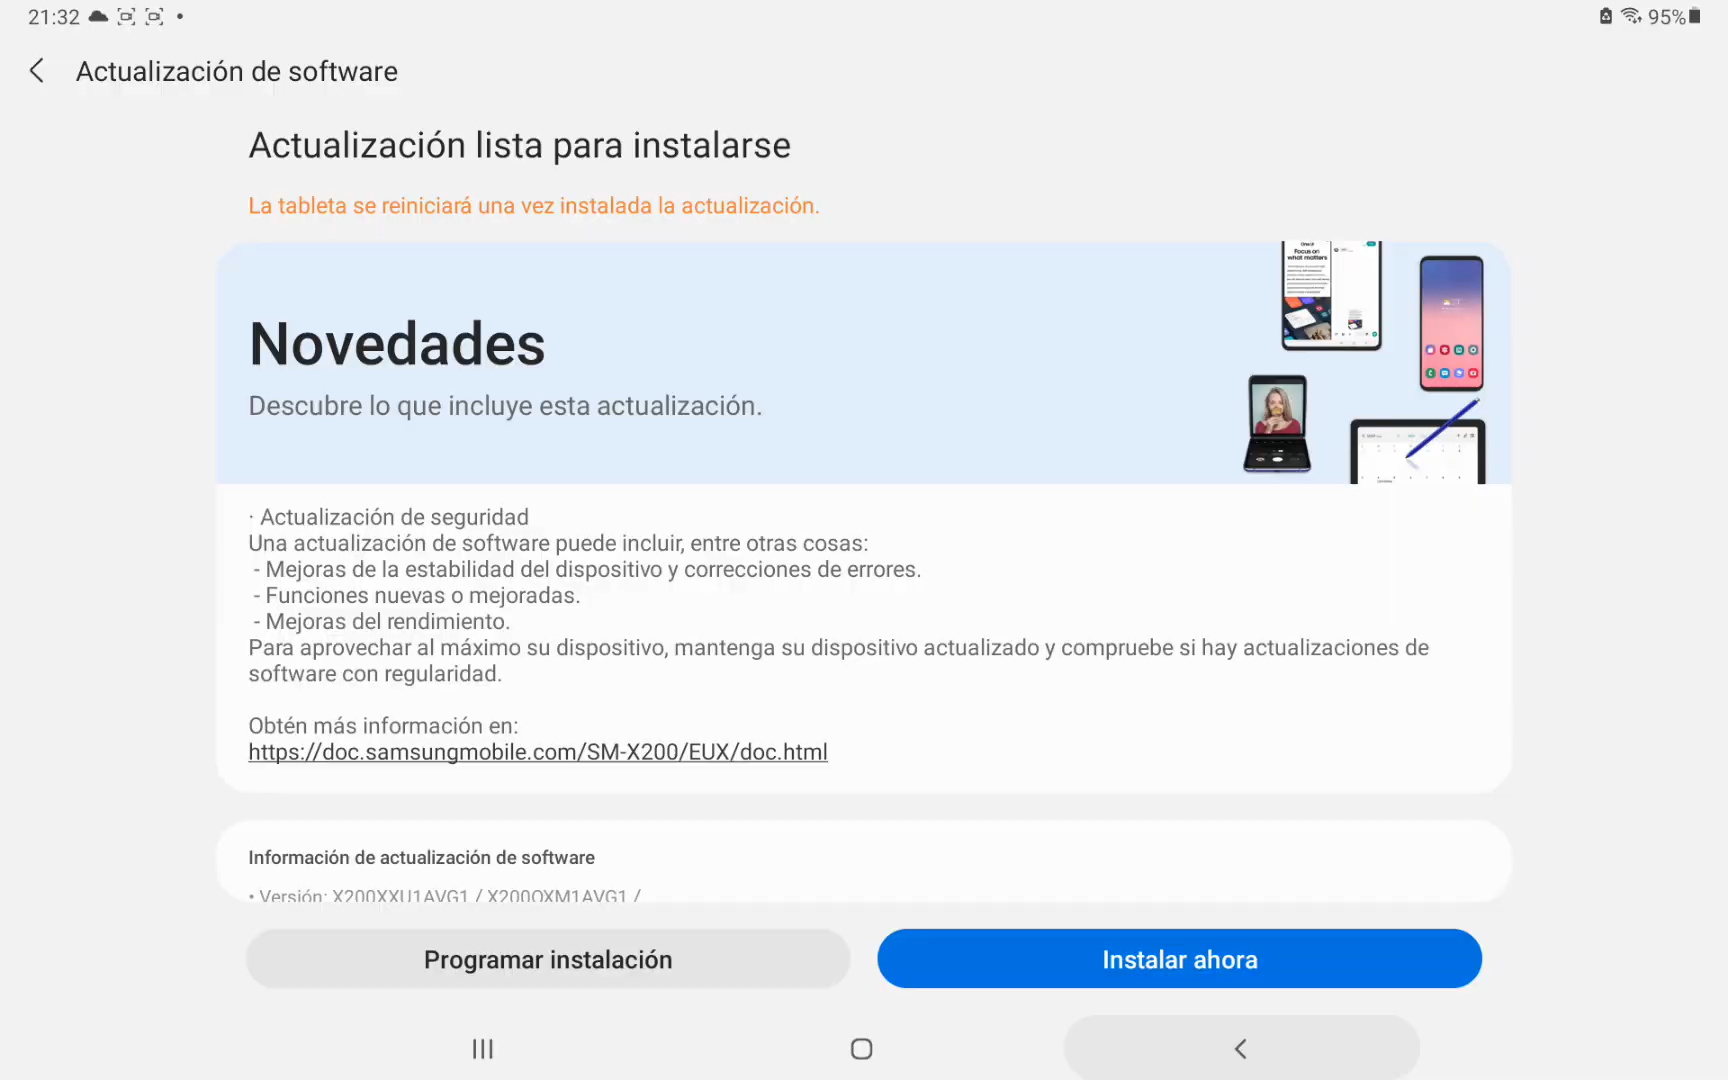 21:32
95%
Actualización de software
Actualización lista para instalarse
La tableta se reiniciará una vez instalada la actualización.
Focus on
what matters
Novedades
Descubre lo que incluye esta actualización.
· Actualización de seguridad
Una actualización de software puede incluir, entre otras cosas:
- Mejoras de la estabilidad del dispositivo y correcciones de errores.
- Funciones nuevas o mejoradas.
- Mejoras del rendimiento.
Para aprovechar al máximo su dispositivo, mantenga su dispositivo actualizado y compruebe si hay actualizaciones de
software con regularidad.
Obtén más información en:
https://doc.samsungmobile.com/SM-X200/EUX/doc.html
Información de actualización de software
• Versión: X200XXU1AVG1 / X200OXM1AVG1 /
Programar instalación
Instalar ahora